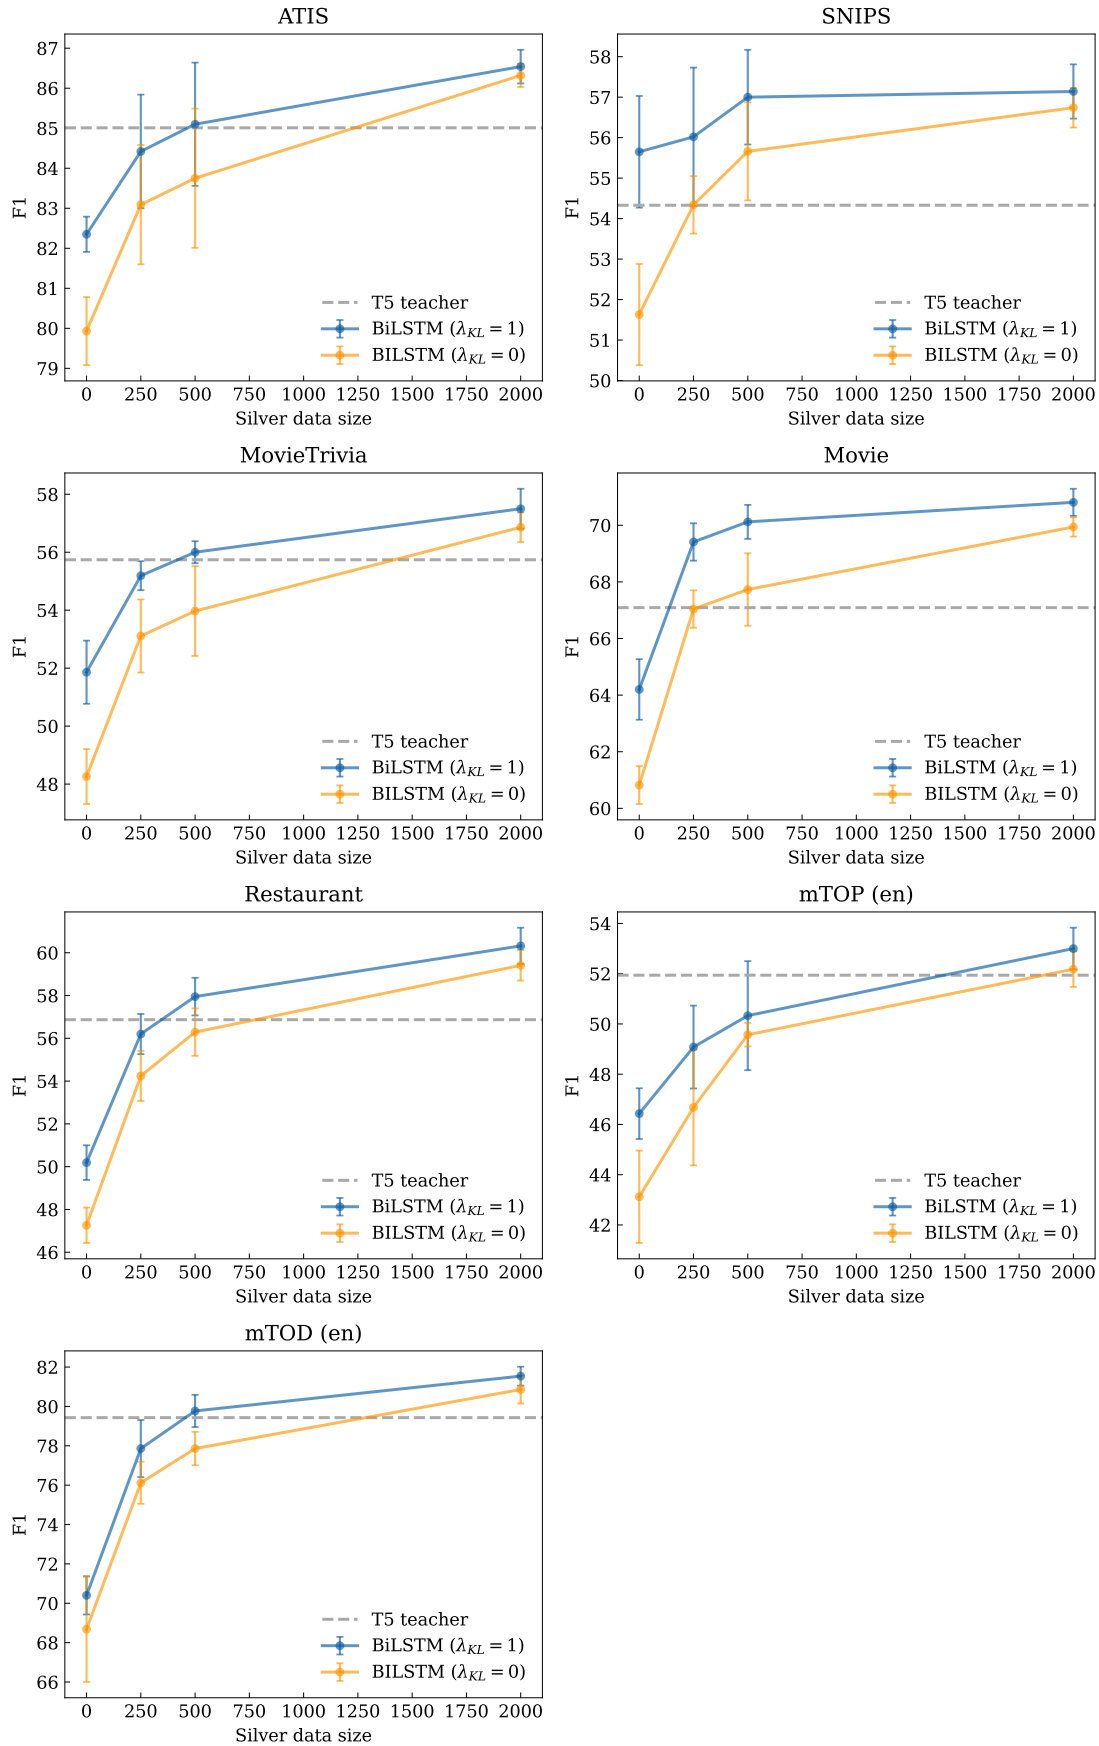 ATIS
87
86
85
84
83
82
81
80
79
F1
T5 teacher
BiLSTM (λKL = 1)
BILSTM (λKL = 0)
0 250 500 750 1000 1250 1500 1750 2000
Silver data size
SNIPS
58
57
56
55
54
53
52
51
50
F1
T5 teacher
BiLSTM (λKL = 1)
BILSTM (λKL = 0)
0 250 500 750 1000 1250 1500 1750 2000
Silver data size
MovieTrivia
58
56
54
52
50
48
F1
T5 teacher
BiLSTM (λKL = 1)
BILSTM (λKL = 0)
0 250 500 750 1000 1250 1500 1750 2000
Silver data size
Movie
70
68
66
64
62
60
F1
T5 teacher
BiLSTM (λKL = 1)
BILSTM (λKL = 0)
0 250 500 750 1000 1250 1500 1750 2000
Silver data size
Restaurant
60
58
56
54
52
50
48
46
F1
T5 teacher
BiLSTM (λKL = 1)
BILSTM (λKL = 0)
0 250 500 750 1000 1250 1500 1750 2000
Silver data size
mTOP (en)
54
52
50
48
46
44
42
F1
T5 teacher
BiLSTM (λKL = 1)
BILSTM (λKL = 0)
0 250 500 750 1000 1250 1500 1750 2000
Silver data size
mTOD (en)
82
80
78
76
74
72
70
68
66
F1
T5 teacher
BiLSTM (λKL = 1)
BILSTM (λKL = 0)
0 250 500 750 1000 1250 1500 1750 2000
Silver data size